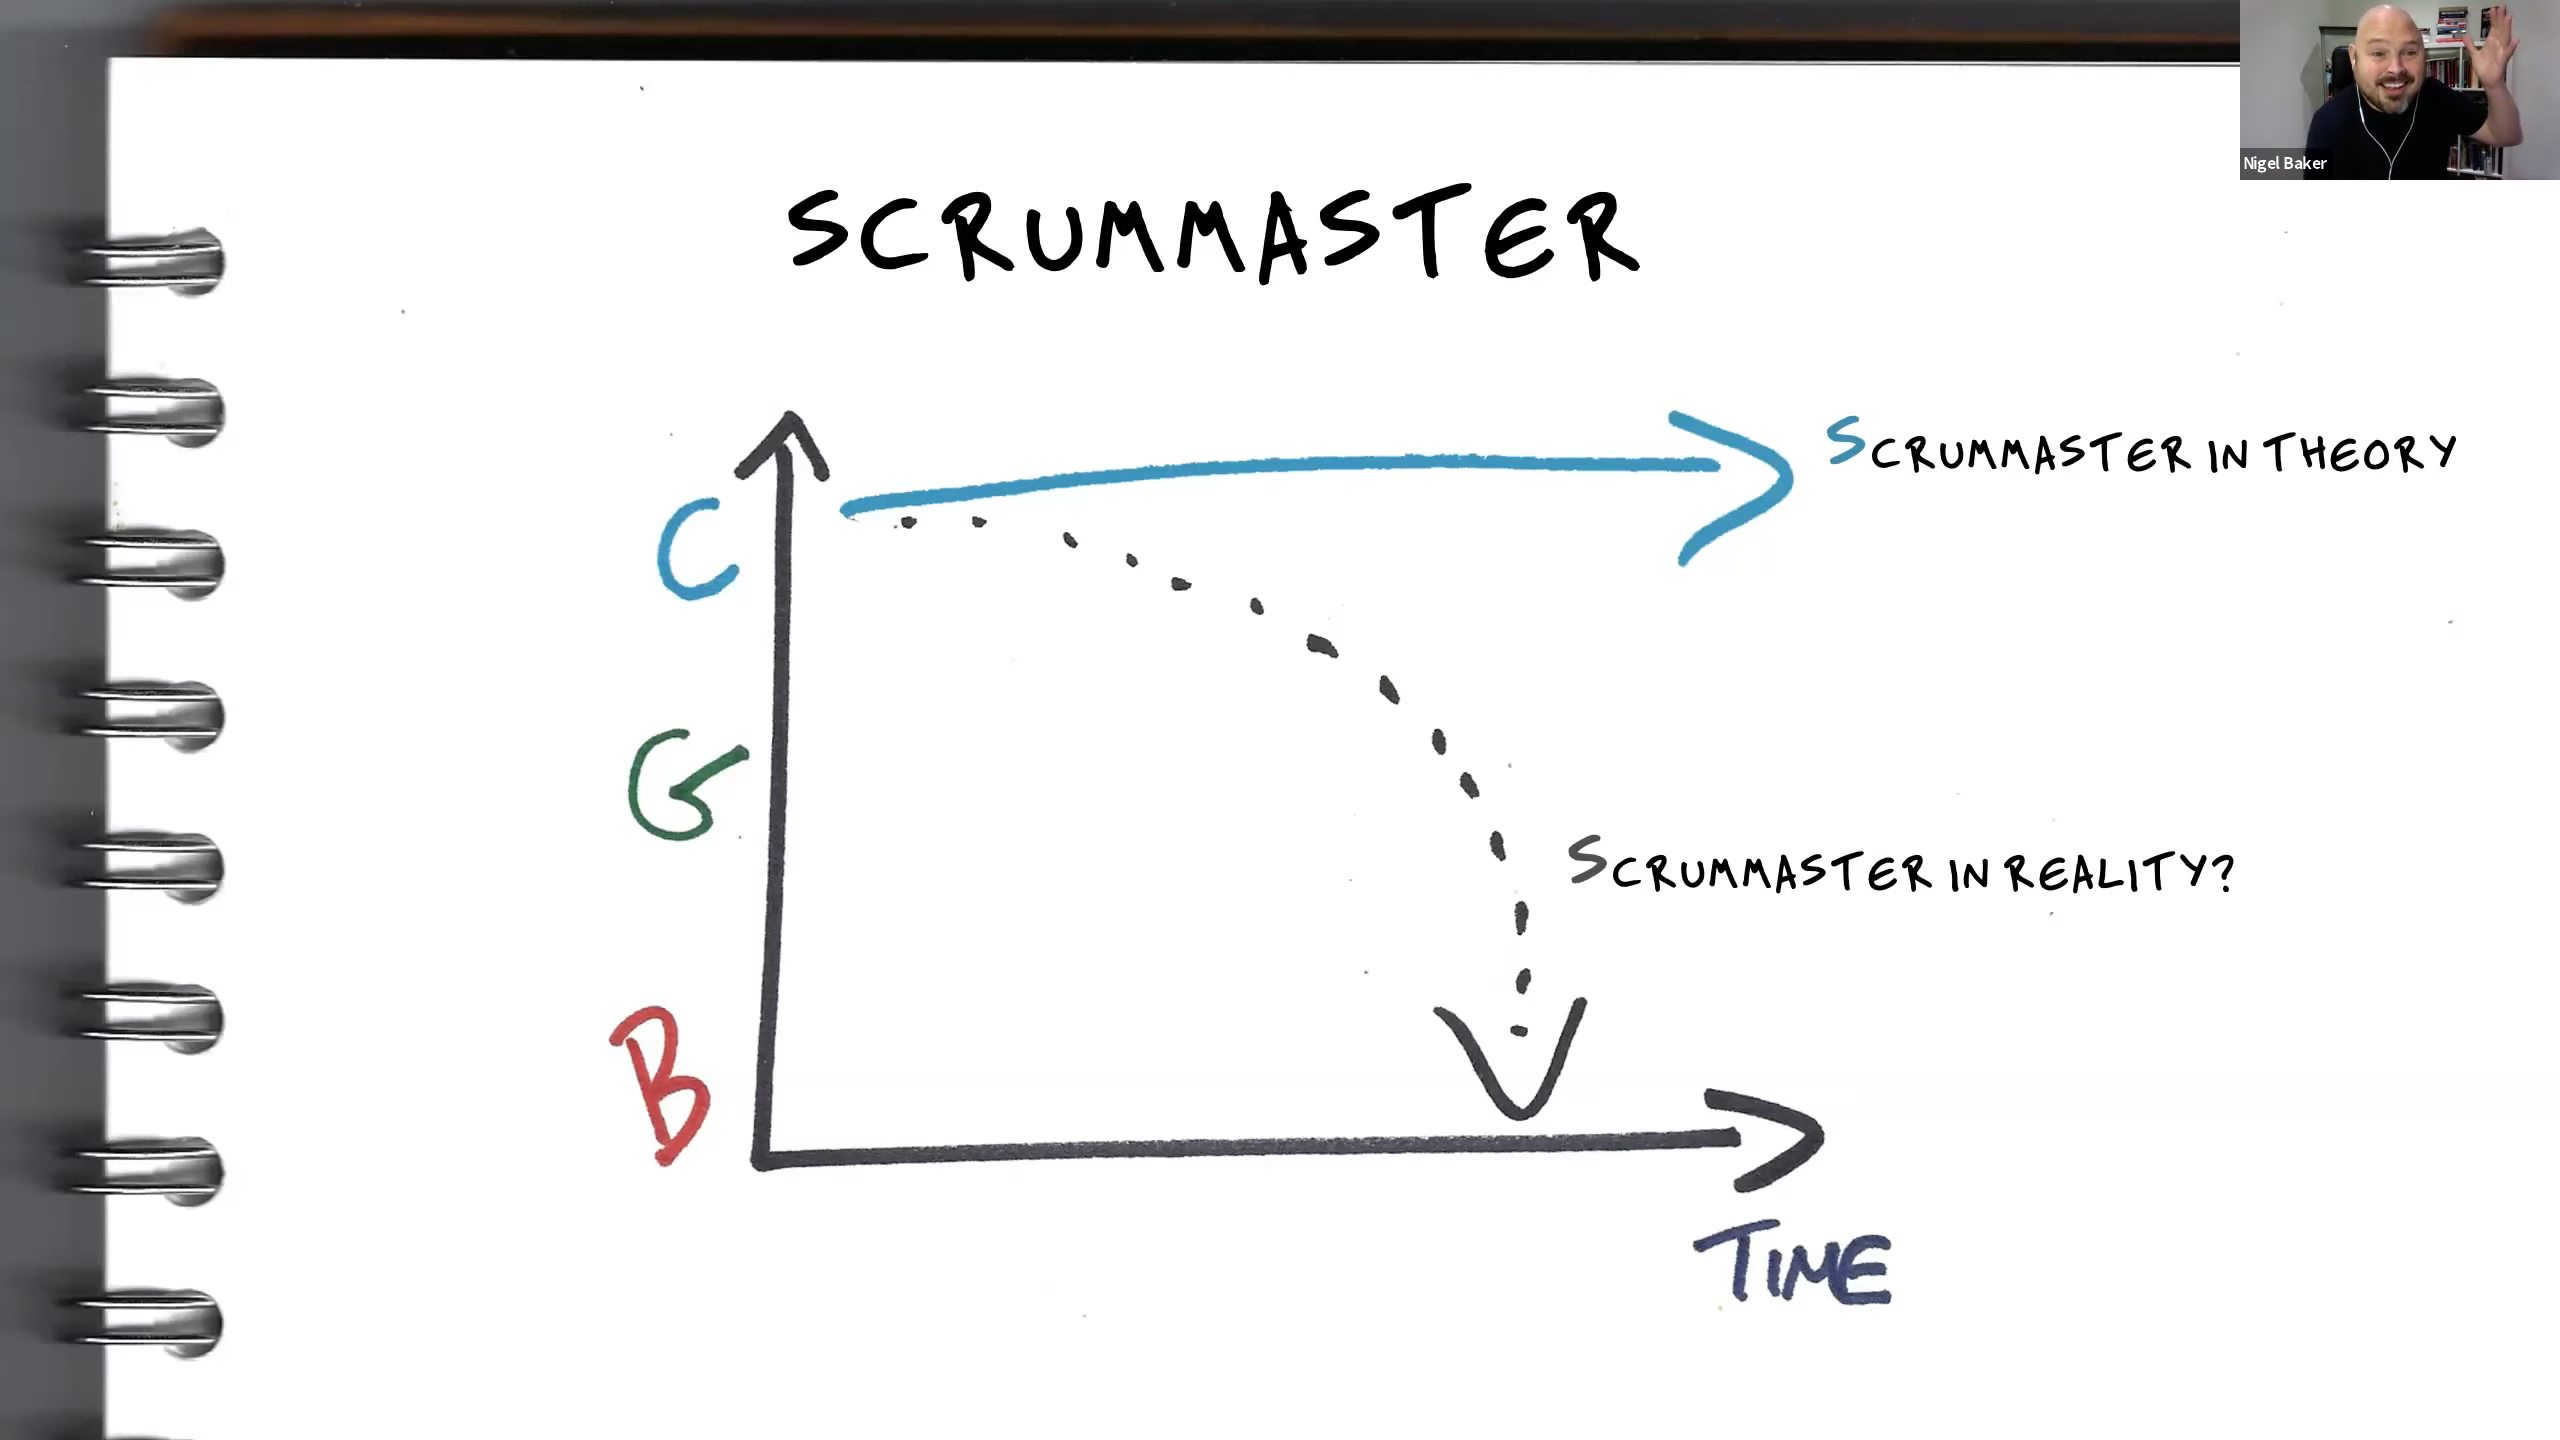 Nigel Baker
SCRUMMASTER
SCRUMMASTER IN THEORY
C
G
SCRUMMASTER IN REALITY?
B
TIME